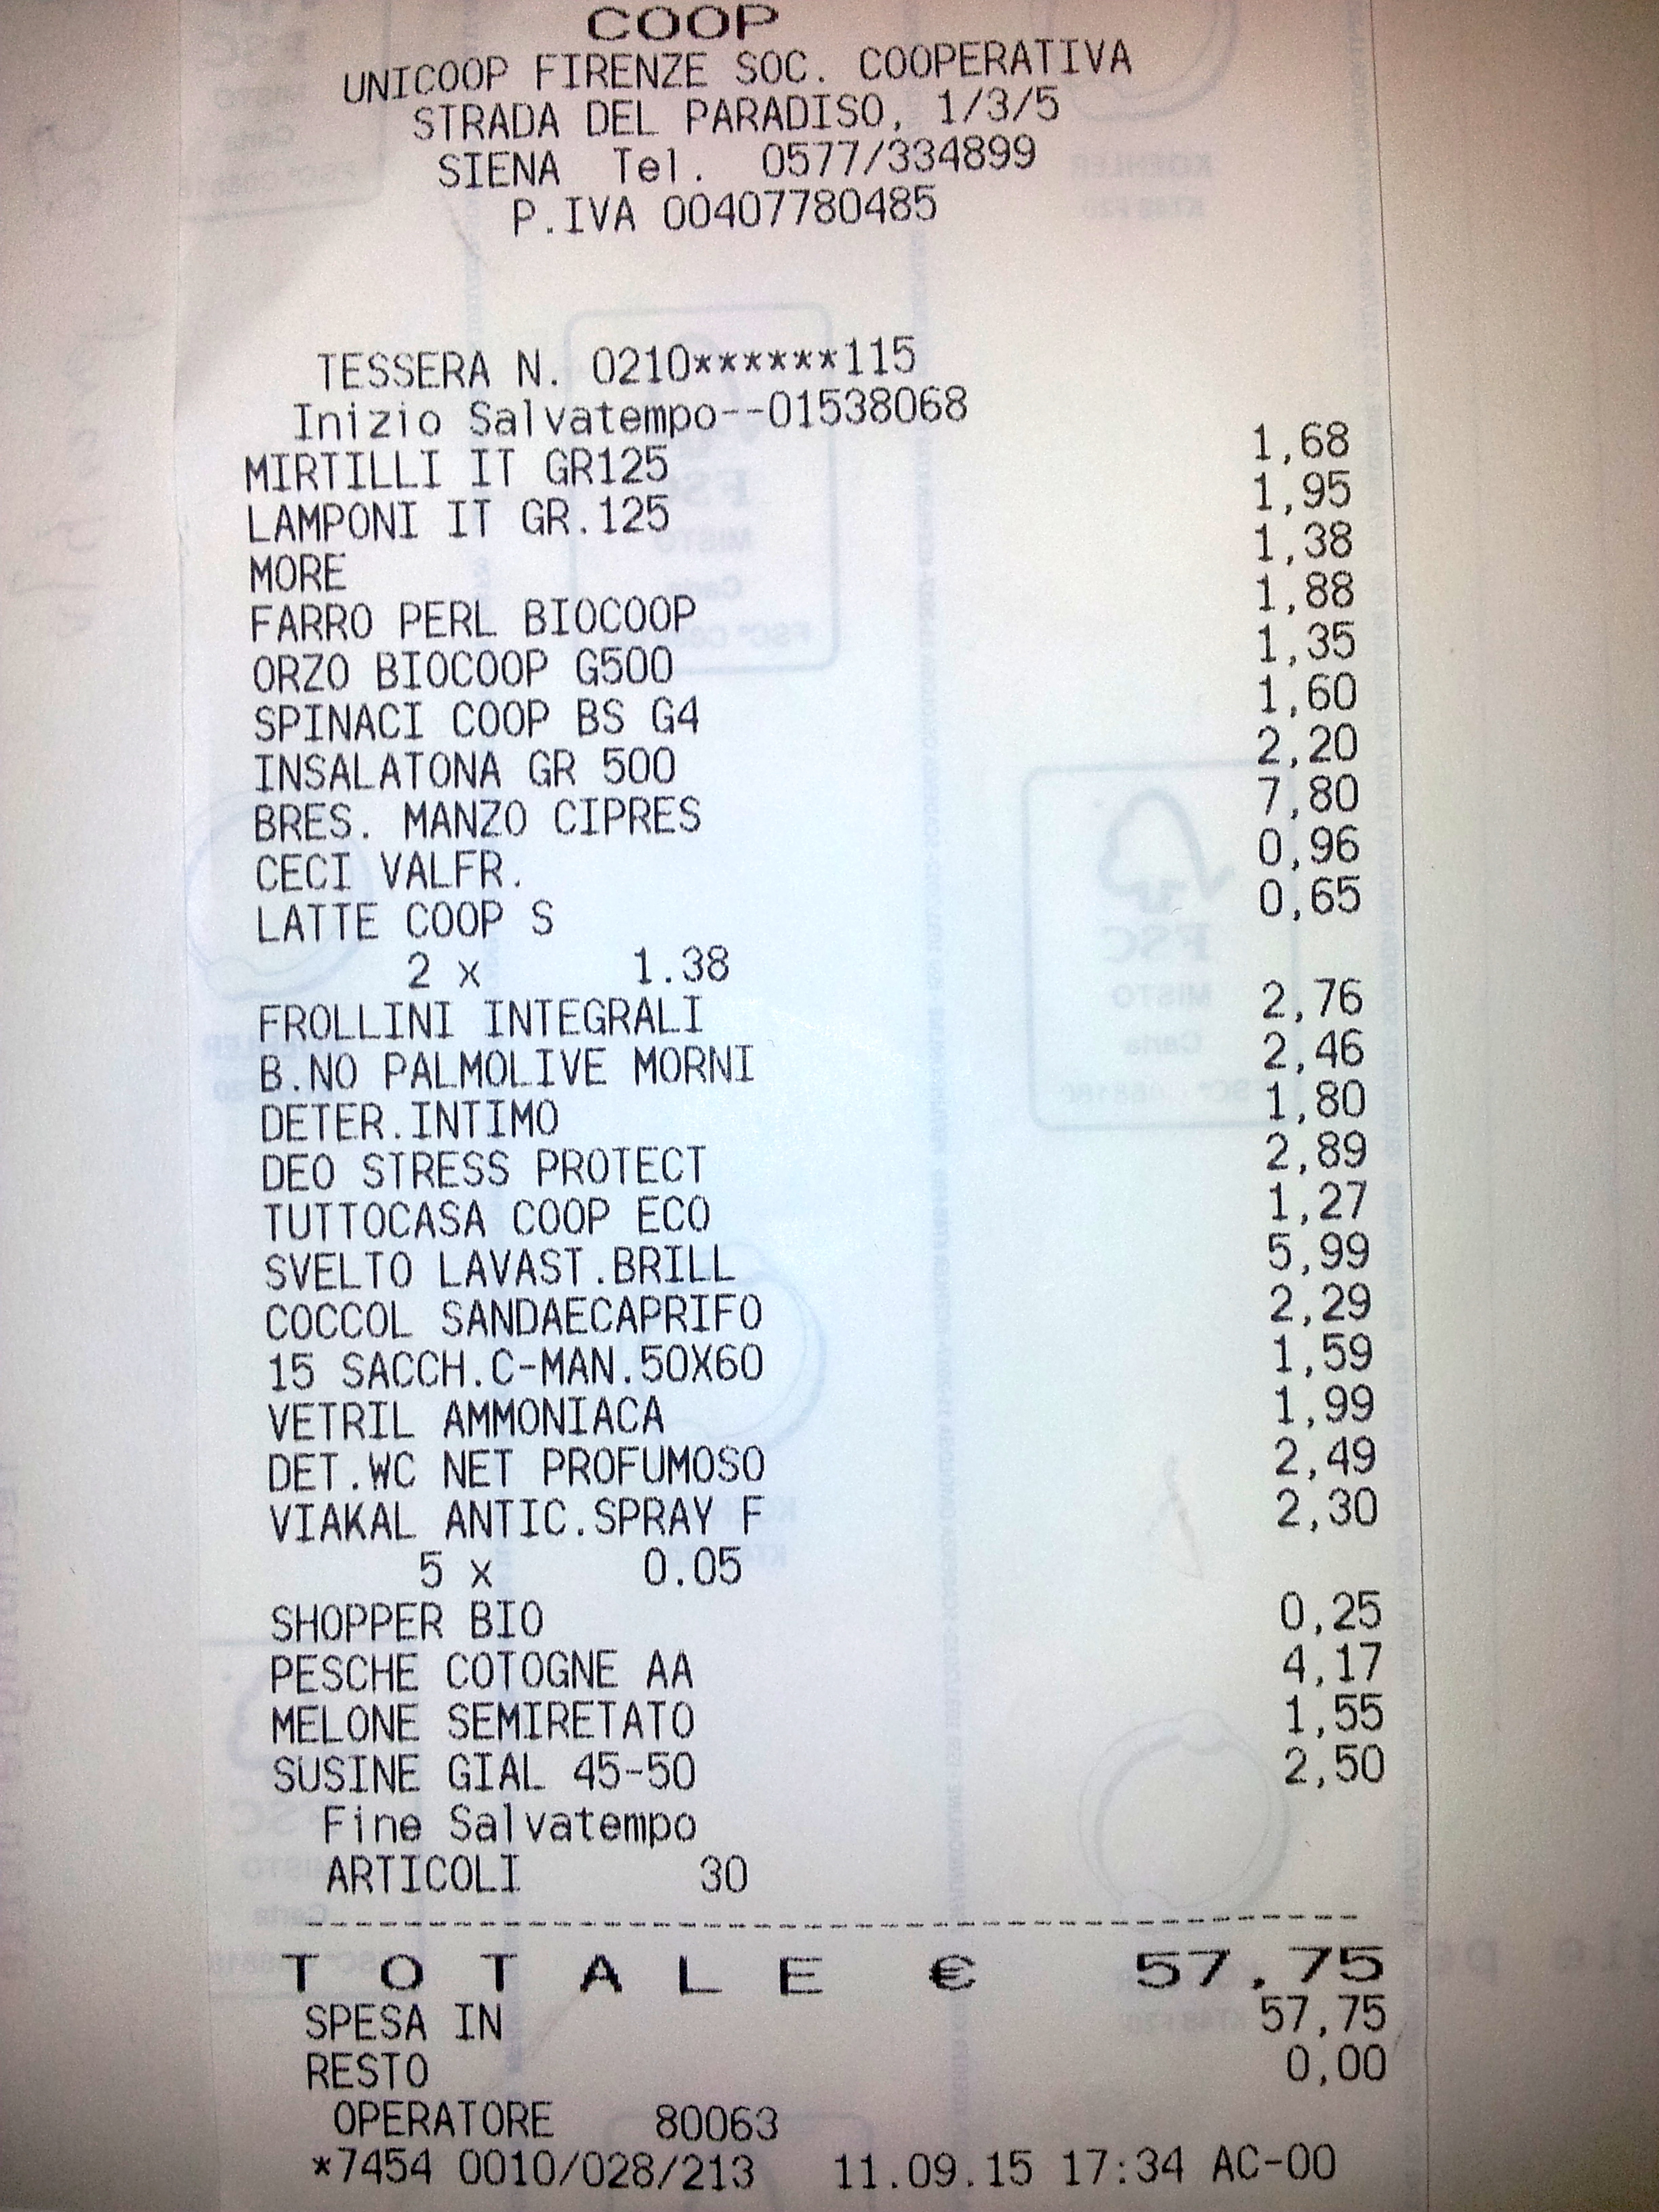 COOP
UNICOOP FIRENZE SOC. COOPERATIVA
STRADA DEL PARADISO, 1/3/5
SIENA Tel. 0577/334899
P.IVA 00407780485
TESSERA N. 0210******115
Inizio Salvatempo--01538068
MIRTILLI IT GR125 1,68
LAMPONI IT GR.125 1,95
MORE 1,38
FARRO PERL BIOCOOP 1,88
ORZO BIOCOOP G500 1,35
SPINACI COOP BS G4 1,60
INSALATONA GR 500 2,20
BRES. MANZO CIPRES 7,80
CECI VALFR. 0,96
LATTE COOP S 0,65
2 x 1.38
FROLLINI INTEGRALI 2,76
B.NO PALMOLIVE MORNI 2,46
DETER.INTIMO 1,80
DEO STRESS PROTECT 2,89
TUTTOCASA COOP ECO 1,27
SVELTO LAVAST.BRILL 5,99
COCCOL SANDAECAPRIFO 2,29
15 SACCH.C-MAN.50X60 1,59
VETRIL AMMONIACA 1,99
DET.WC NET PROFUMOSO 2,49
VIAKAL ANTIC.SPRAY F 2,30
5 x 0.05
SHOPPER BIO 0,25
PESCHE COTOGNE AA 4,17
MELONE SEMIRETATO 1,55
SUSINE GIAL 45-50 2,50
Fine Salvatempo
ARTICOLI 30
TOTALE € 57,75
SPESA IN 57,75
RESTO 0,00
OPERATORE 80063
*7454 0010/028/213 11.09.15 17:34 AC-00